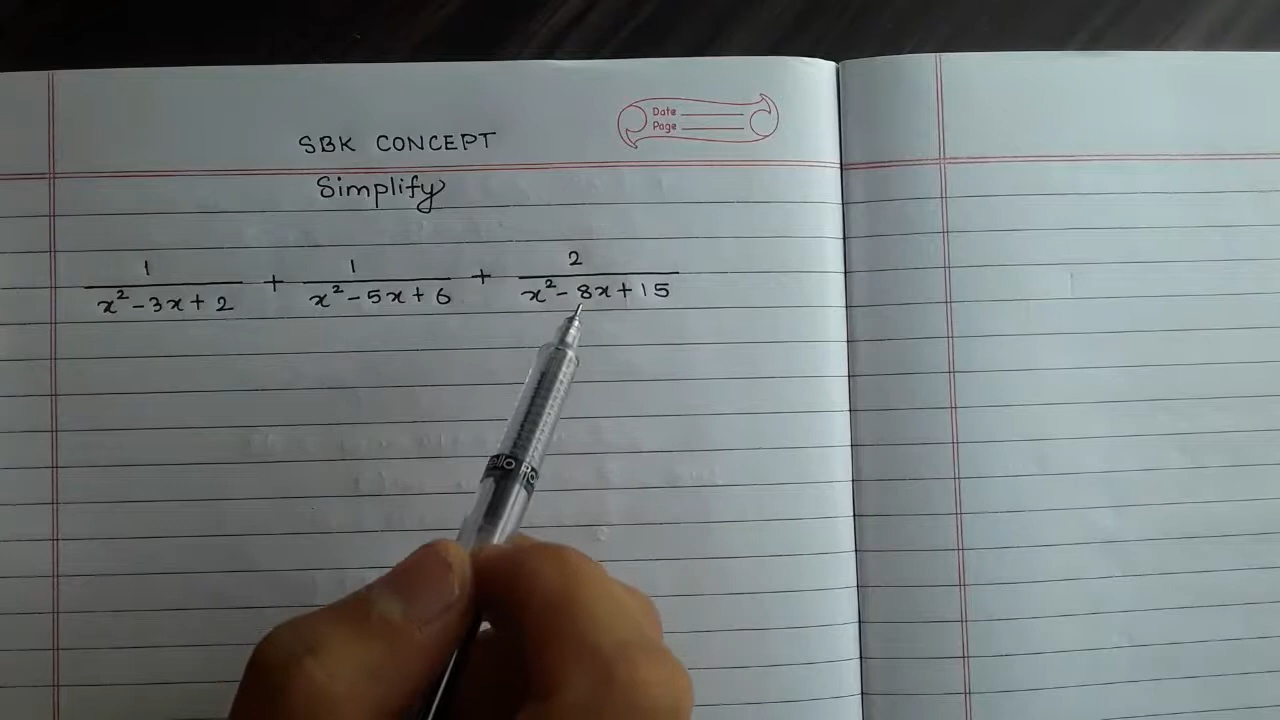 Date
Page
SBK CONCEPT
Simplify
1/(x²-3x+2) + 1/(x²-5x+6) + 2/(x²-8x+15)